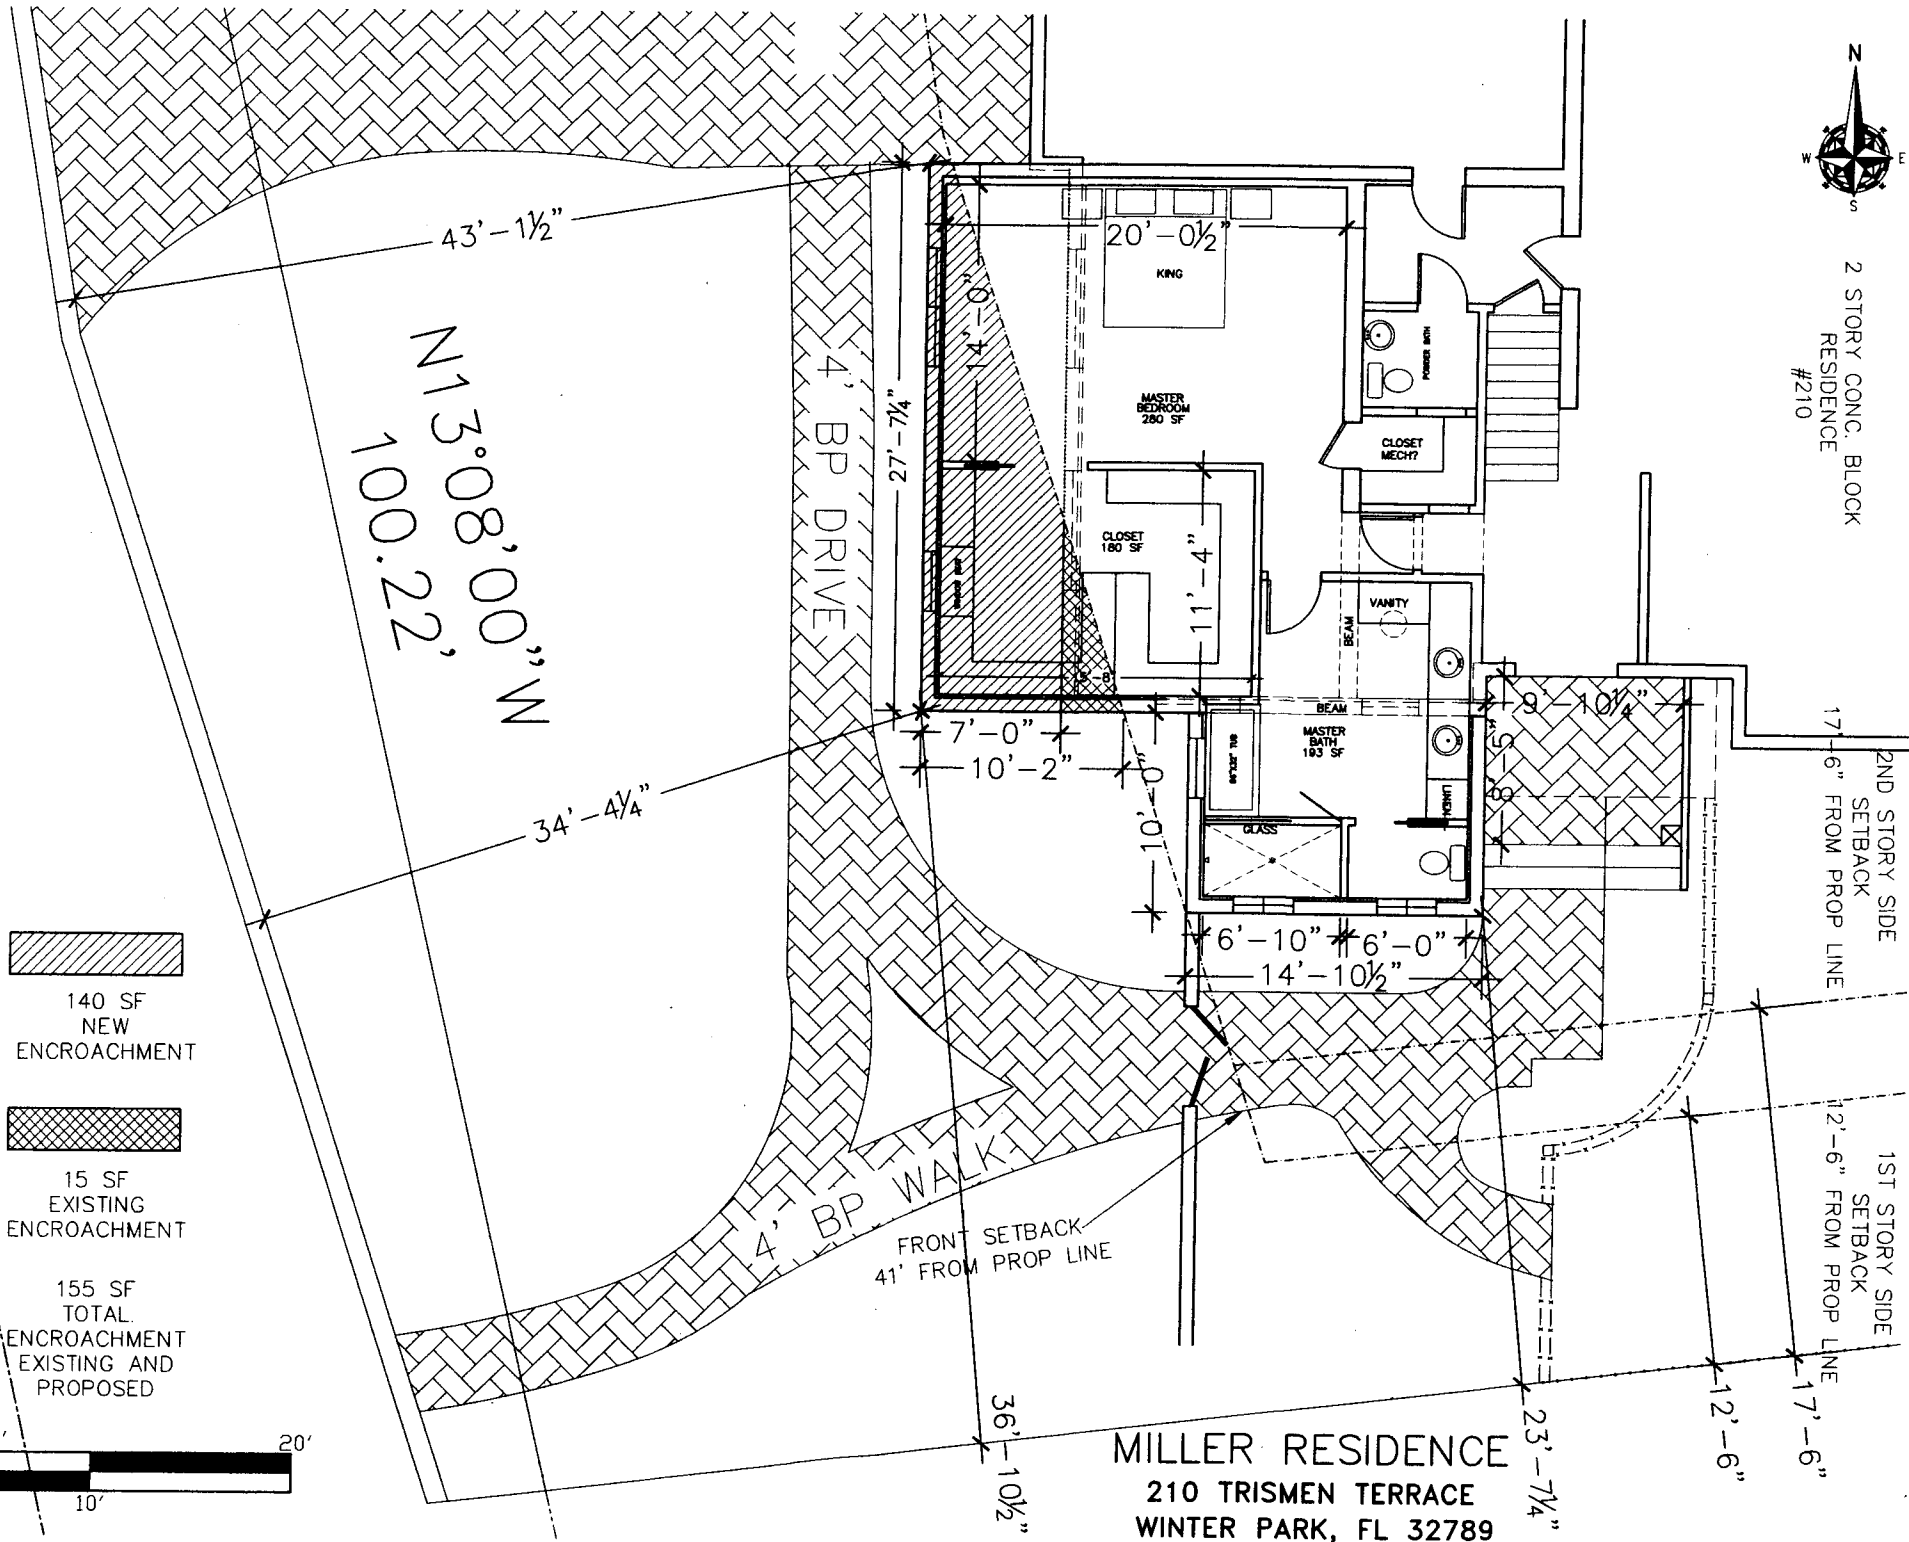 N
W
E
S
2 STORY CONC. BLOCK
RESIDENCE
#210
43'-1½"
20'-0½"
KING
14'-0"
N13°08'00"W
100.22'
4' BP DRIVE
27'-7¼"
MASTER
BEDROOM
280 SF
POWDER BATH
CLOSET
MECH?
CLOSET
180 SF
11'-4"
VANITY
BEAM
BEAM
MASTER
BATH
193 SF
LINEN
GLASS
9'-10¼"
8'-5"
7'-0"
10'-2"
10'-0"
34'-4¼"
6'-10"
6'-0"
14'-10½"
2ND STORY SIDE
SETBACK
17'-6" FROM PROP LINE
1ST STORY SIDE
SETBACK
12'-6" FROM PROP LINE
140 SF
NEW
ENCROACHMENT
15 SF
EXISTING
ENCROACHMENT
155 SF
TOTAL
ENCROACHMENT
EXISTING AND
PROPOSED
4' BP WALK
FRONT SETBACK
41' FROM PROP LINE
20'
10'
36'-10½"
23'-7¼"
12'-6"
17'-6"
MILLER RESIDENCE
210 TRISMEN TERRACE
WINTER PARK, FL 32789